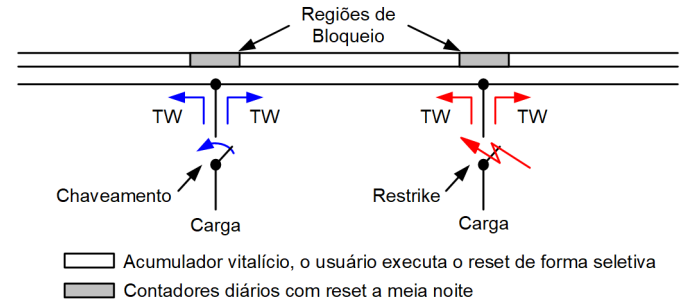 Regiões de
Bloqueio
TW
TW
TW
TW
Chaveamento
Restrike
Carga
Carga
Acumulador vitalício, o usuário executa o reset de forma seletiva
Contadores diários com reset a meia noite